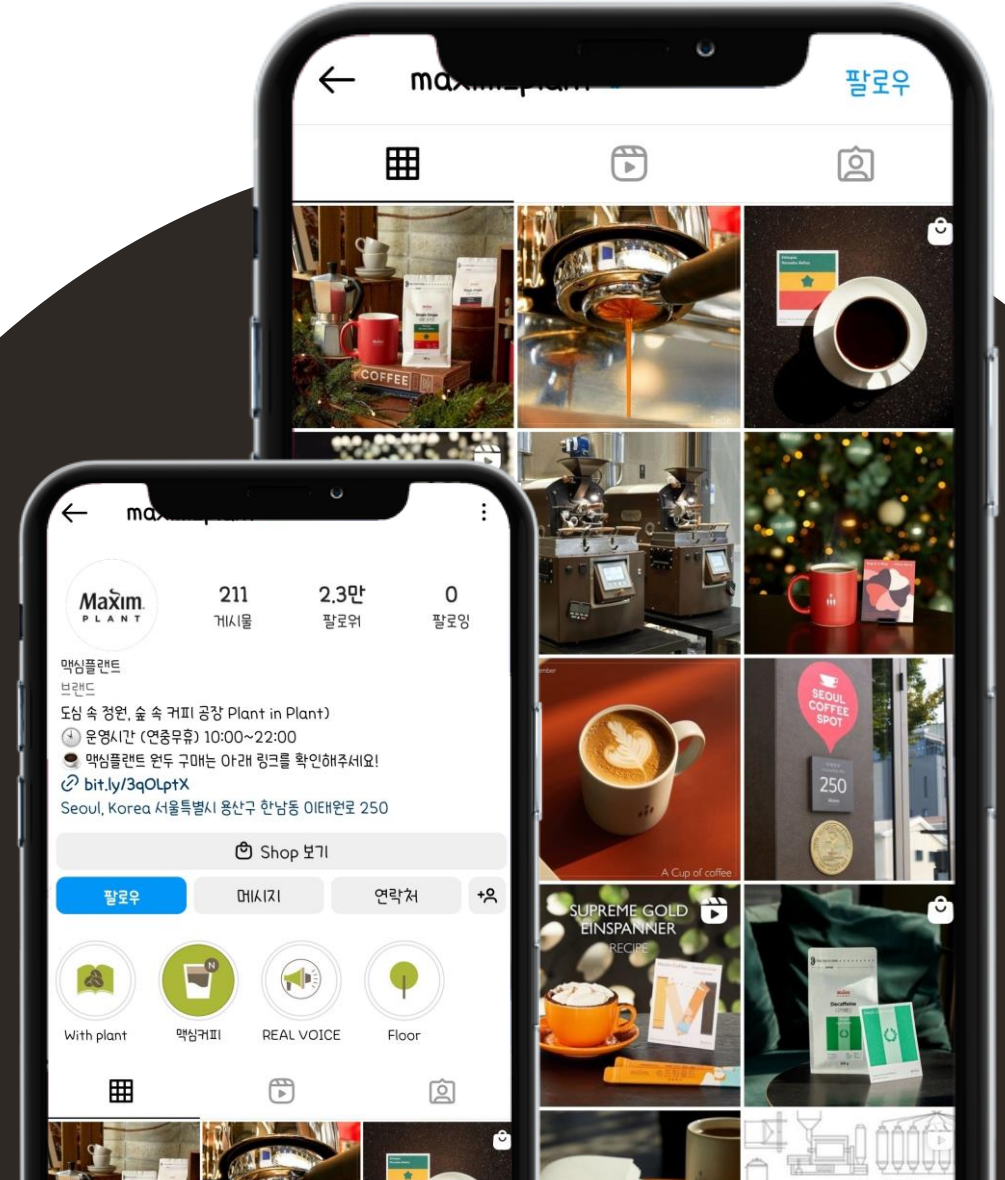 팔로우
COFFEE
SEOUL
COFFEE
SPOT
250
A Cup of coffee
SUPREME GOLD
EINSPANNER
RECIPE
Decaffeine
Maxim
PLANT
211
2.3만
0
게시물
팔로워
팔로잉
맥심플랜트
브랜드
도심 속 정원, 숲 속 커피 공장 Plant in Plant)
운영시간 (연중무휴) 10:00~22:00
맥심플랜트 원두 구매는 아래 링크를 확인해주세요!
bit.ly/3qOLptX
Seoul, Korea 서울특별시 용산구 한남동 이태원로 250
Shop 보기
팔로우
메시지
연락처
With plant
맥심커피
REAL VOICE
Floor